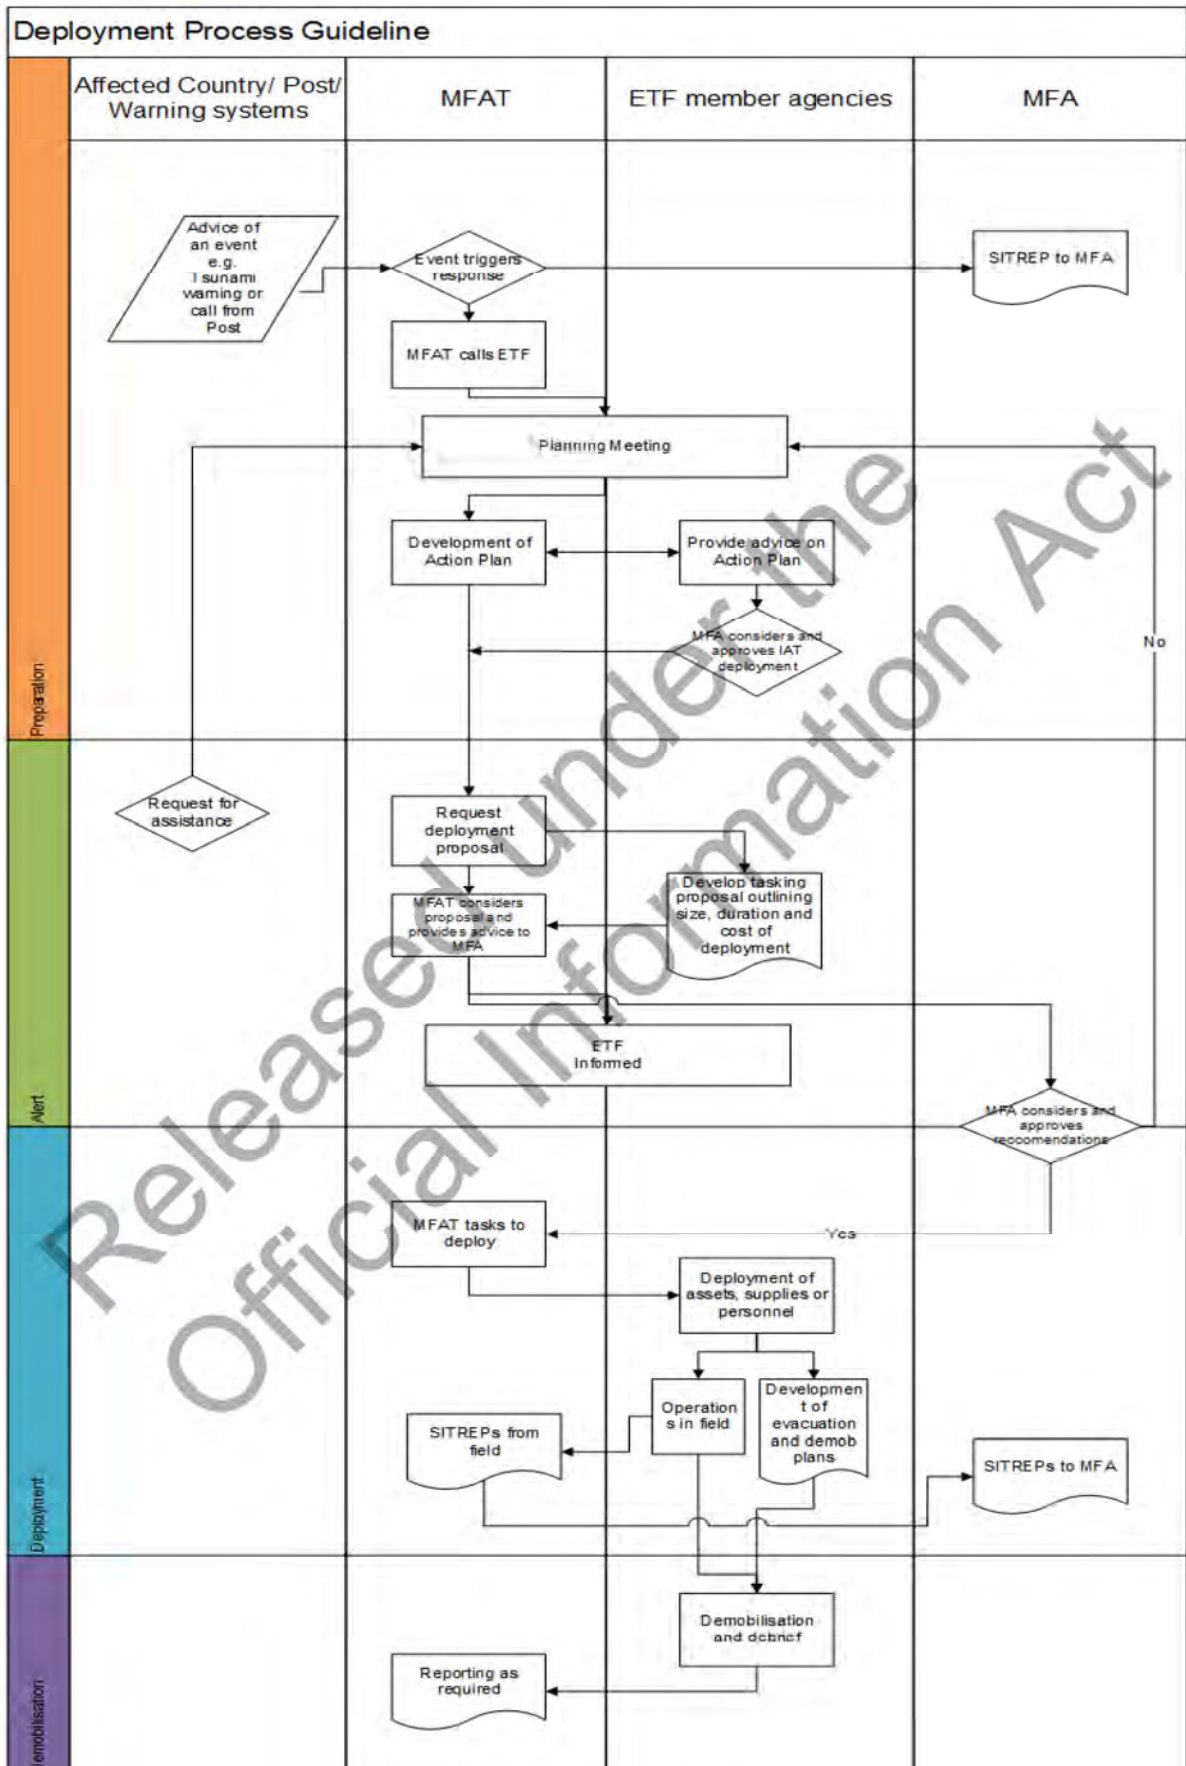 Deployment Process Guideline
Affected Country/ Post/
Warning systems
MFAT
ETF member agencies
MFA
Advice of
an event
e.g.
Tsunami
warning or
call from
Post
Event triggers
response
SITREP to MFA
MFAT calls ETF
Planning Meeting
Development of
Action Plan
Provide advice on
Action Plan
MFA considers and
approves IAT
deployment
No
Preparation
Request for
assistance
Request
deployment
proposal
Develop tasking
proposal outlining
size, duration and
cost of
deployment
MFAT considers
proposal and
provides advice to
MFA
ETF
Informed
MFA considers and
approves
reccomendations
Alert
MFAT tasks to
deploy
Yes
Deployment of
assets, supplies or
personnel
Operation
s in field
Developmen
t of
evacuation
and demob
plans
SITREPs from
field
SITREPs to MFA
Deployment
Demobilisation
and debrief
Reporting as
required
emobilisation
Released under the
Official Information Act